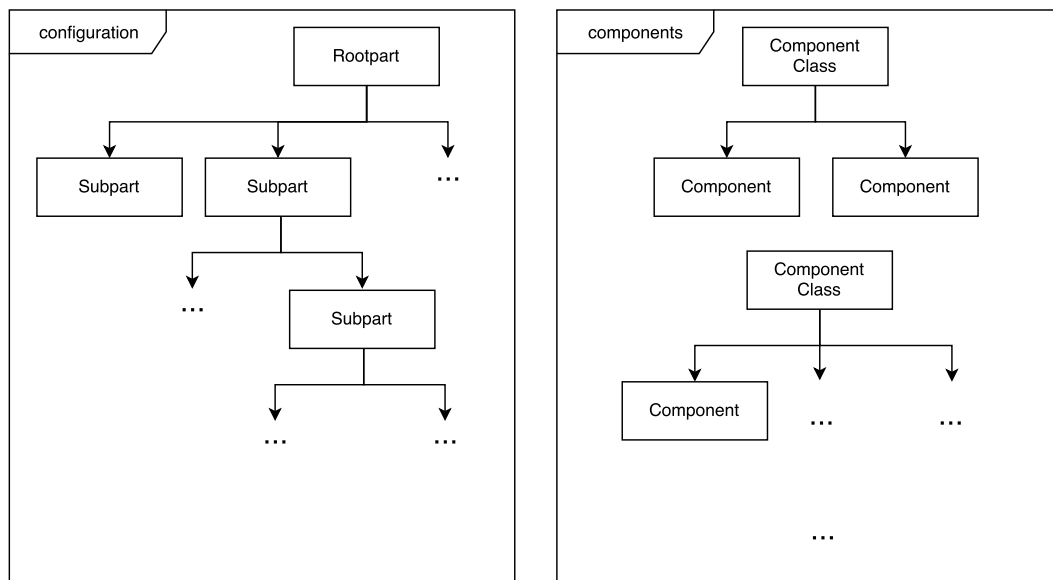 configuration
Rootpart
Subpart
Subpart
...
...
Subpart
...
...
components
Component
Class
Component
Component
Component
Class
Component
...
...
...